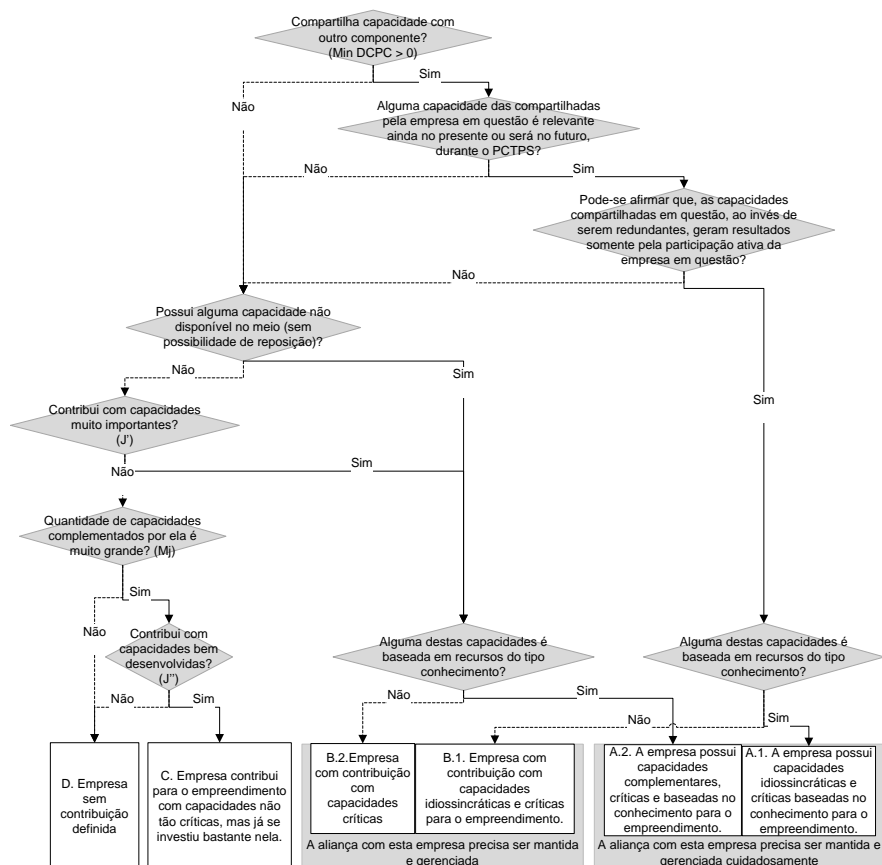 Compartilha capacidade com
outro componente?
(Min DCPC > 0)
Sim
Não
Alguma capacidade das compartilhadas
pela empresa em questão é relevante
ainda no presente ou será no futuro,
durante o PCTPS?
Não
Sim
Pode-se afirmar que, as capacidades
compartilhadas em questão, ao invés de
serem redundantes, geram resultados
somente pela participação ativa da
empresa em questão?
Não
Possui alguma capacidade não
disponível no meio (sem
possibilidade de reposição)?
Não
Sim
Sim
Contribui com capacidades
muito importantes?
(J')
Não
Sim
Quantidade de capacidades
complementados por ela é
muito grande? (Mj)
Sim
Não
Contribui com
capacidades bem
desenvolvidas?
(J'')
Não
Sim
Alguma destas capacidades é
baseada em recursos do tipo
conhecimento?
Não
Sim
Alguma destas capacidades é
baseada em recursos do tipo
conhecimento?
Não
Sim
D. Empresa
sem
contribuição
definida
C. Empresa contribui
para o empreendimento
com capacidades não
tão críticas, mas já se
investiu bastante nela.
B.2.Empresa
com contribuição
com
capacidades
críticas
B.1. Empresa com
contribuição com
capacidades
idiossincráticas e críticas
para o empreendimento.
A aliança com esta empresa precisa ser mantida
e gerenciada
A.2. A empresa possui
capacidades
complementares,
críticas e baseadas no
conhecimento para o
empreendimento.
A.1. A empresa possui
capacidades
idiossincráticas e
críticas baseadas no
conhecimento para o
empreendimento.
A aliança com esta empresa precisa ser mantida e
gerenciada cuidadosamente